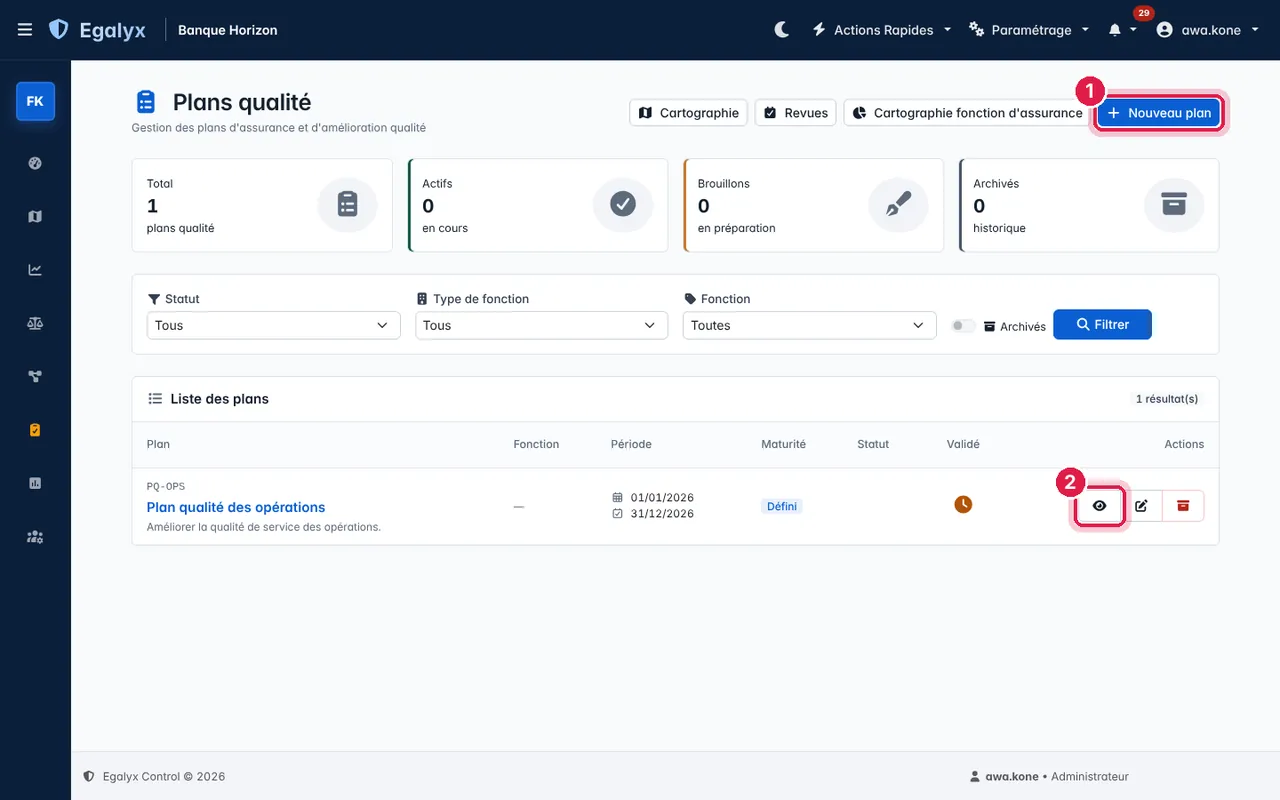 Egalyx
Banque Horizon
Actions Rapides
Paramétrage
29
awa.kone
FK
Plans qualité
Gestion des plans d'assurance et d'amélioration qualité
Cartographie
Revues
Cartographie fonction d'assurance
1
+ Nouveau plan
Total
1
plans qualité
Actifs
0
en cours
Brouillons
0
en préparation
Archivés
0
historique
Statut
Tous
Type de fonction
Tous
Fonction
Toutes
Archivés
Filtrer
Liste des plans
1 résultat(s)
Plan Fonction Période Maturité Statut Validé Actions
PQ-OPS
Plan qualité des opérations
Améliorer la qualité de service des opérations.
—
01/01/2026
31/12/2026
Défini
2
Egalyx Control © 2026
awa.kone • Administrateur